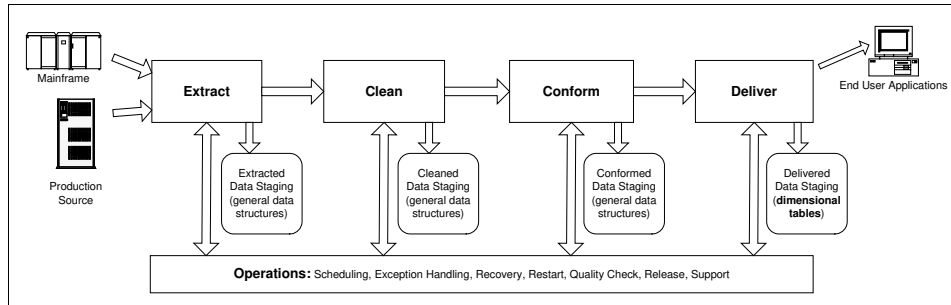 Mainframe
Production
Source
Extract
Clean
Conform
Deliver
End User Applications
Extracted
Data Staging
(general data
structures)
Cleaned
Data Staging
(general data
structures)
Conformed
Data Staging
(general data
structures)
Delivered
Data Staging
(dimensional
tables)
Operations: Scheduling, Exception Handling, Recovery, Restart, Quality Check, Release, Support